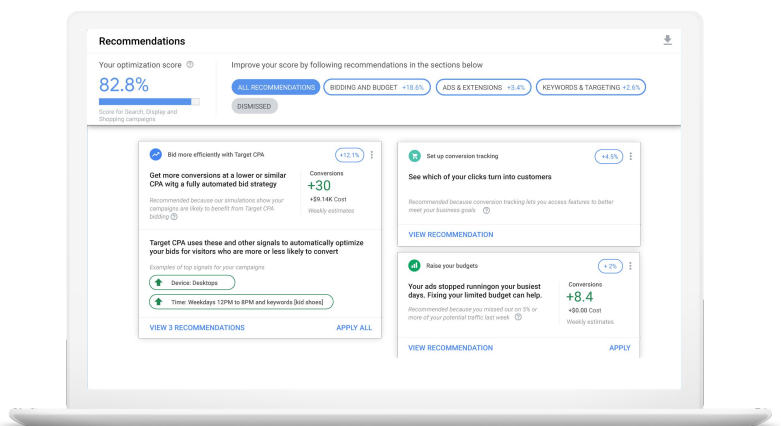 Recommendations
Your optimization score
82.8%
Score for Search, Display and
Shopping campaigns
Improve your score by following recommendations in the sections below
ALL RECOMMENDATIONS
BIDDING AND BUDGET +18.6%
ADS & EXTENSIONS +3.4%
KEYWORDS & TARGETING +2.6%
DISMISSED
Bid more efficiently with Target CPA
+12.1%
Get more conversions at a lower or similar
CPA witg a fully automated bid strategy
Recommended because our simulations show your
campaigns are likely to benefit from Target CPA
bidding
Conversions
+30
+$9.14K Cost
Weekly estimates
Target CPA uses these and other signals to automatically optimize
your bids for visitors who are more or less likely to convert
Examples of top signals for your campaigns
Device: Desktops
Time: Weekdays 12PM to 8PM and keywords [kid shoes]
VIEW 3 RECOMMENDATIONS
APPLY ALL
Set up conversion tracking
+4.5%
See which of your clicks turn into customers
Recommended because conversion tracking lets you access features to better
meet your business goals
VIEW RECOMMENDATION
Raise your budgets
+ 2%
Your ads stopped runningon your busiest
days. Fixing your limited budget can help.
Recommended because you missed out on 5% or
more of your potential traffic last week
Conversions
+8.4
+$0.00 Cost
Weekly estimates
VIEW RECOMMENDATION
APPLY